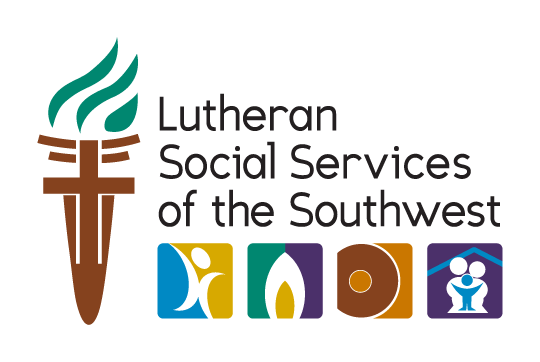 Lutheran
Social Services
of the Southwest